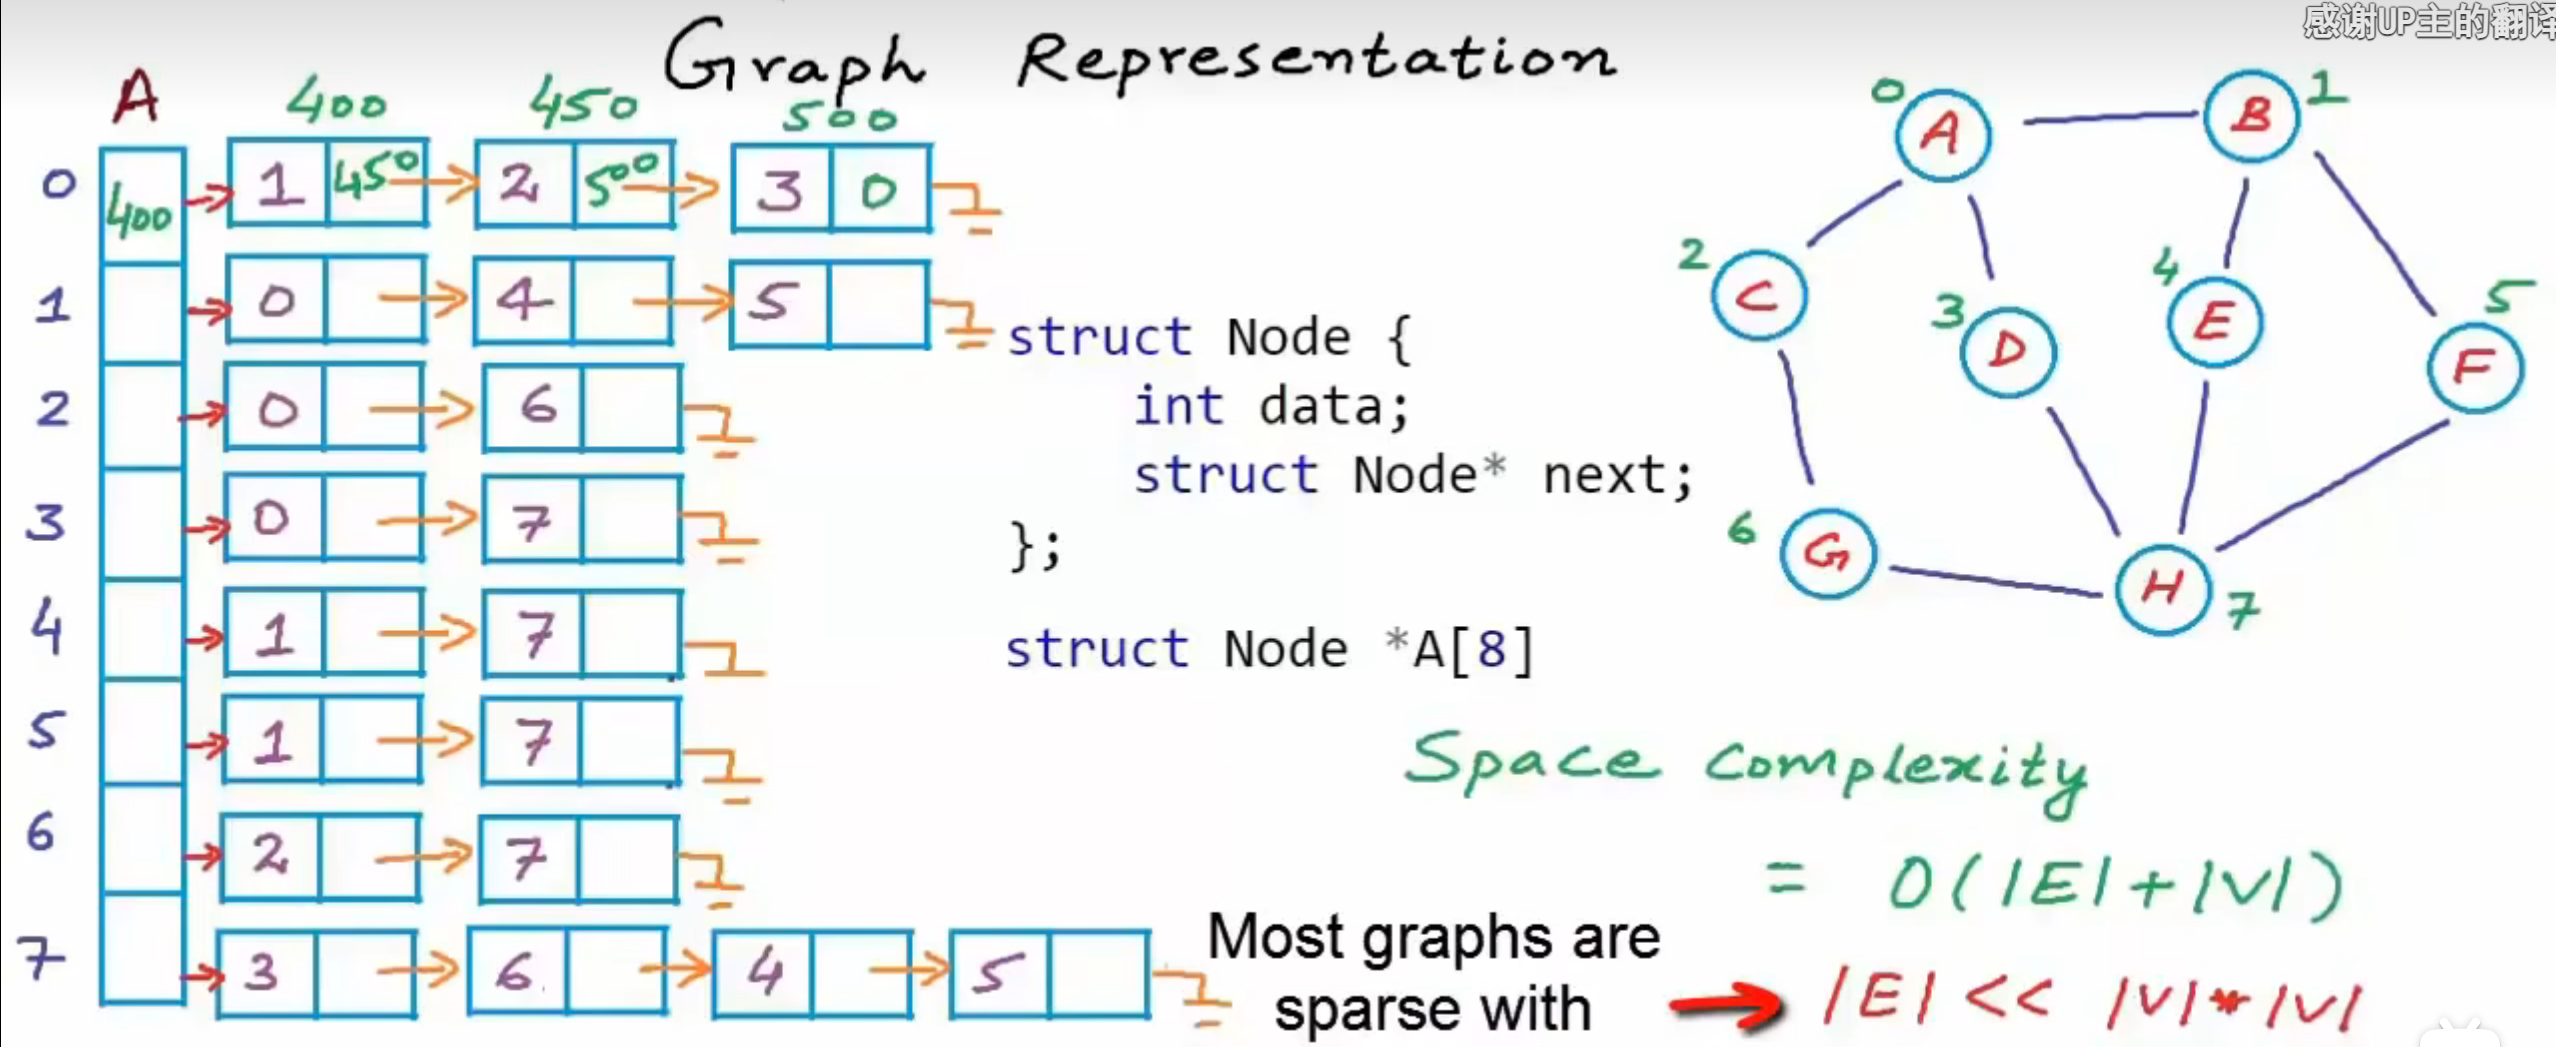 感谢UP主的翻译
Graph Representation
A
400 450 500
0 400 1 450 2 500 3 0
1 0 4 5
2 0 6
3 0 7
4 1 7
5 1 7
6 2 7
7 3 6 4 5
struct Node {
int data;
struct Node* next;
};
struct Node *A[8]
0 A
B 1
2 C
3 D
4 E
5 F
6 G
H 7
Space Complexity
= O(|E|+|V|)
Most graphs are
sparse with
|E| << |V|*|V|